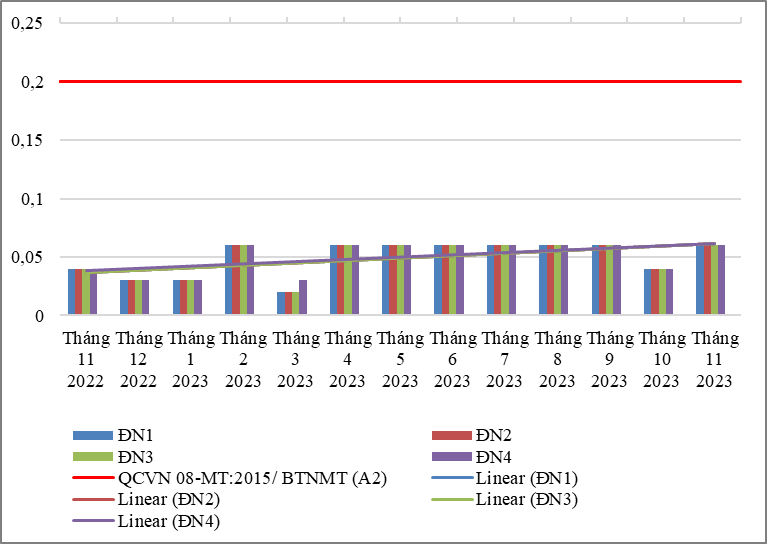 0,25
0,2
0,15
0,1
0,05
0
Tháng 11 2022
Tháng 12 2022
Tháng 1 2023
Tháng 2 2023
Tháng 3 2023
Tháng 4 2023
Tháng 5 2023
Tháng 6 2023
Tháng 7 2023
Tháng 8 2023
Tháng 9 2023
Tháng 10 2023
Tháng 11 2023
ĐN1
ĐN2
ĐN3
ĐN4
QCVN 08-MT:2015/ BTNMT (A2)
Linear (ĐN1)
Linear (ĐN2)
Linear (ĐN3)
Linear (ĐN4)